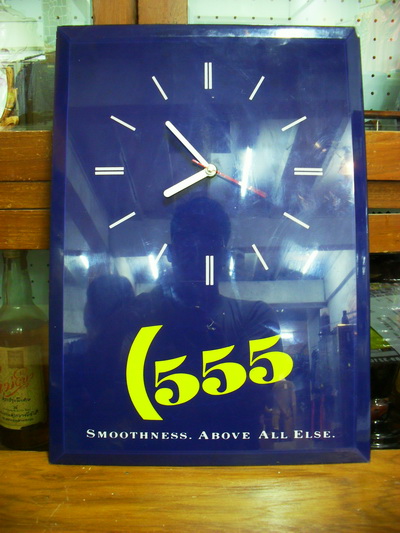 (555
SMOOTHNESS. ABOVE ALL ELSE.